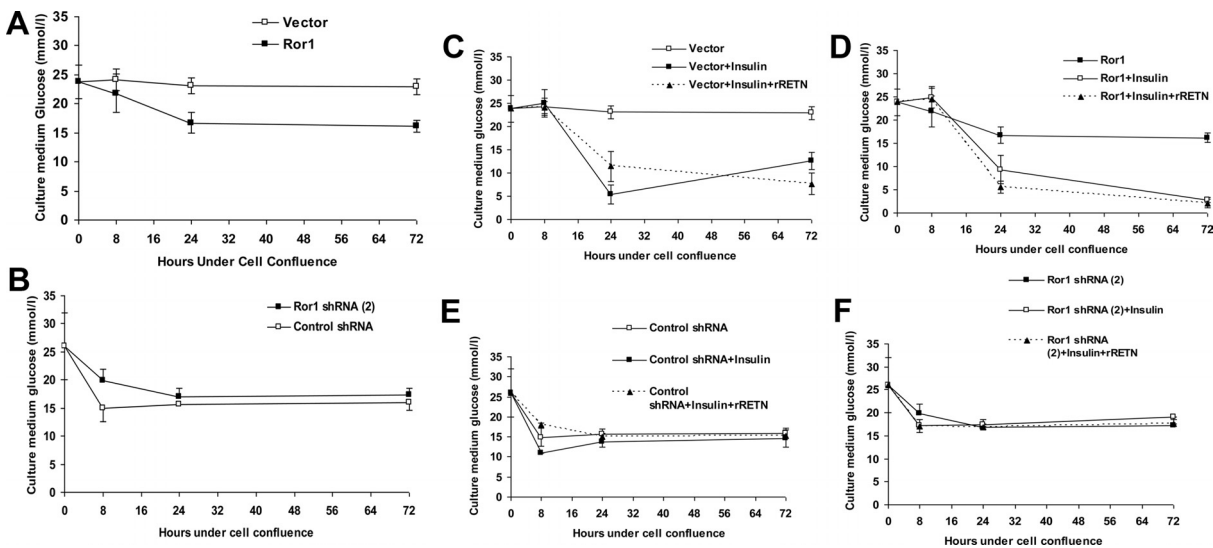 A
Culture medium Glucose (mmol/l)
35
30
25
20
15
10
5
0
Vector
Ror1
0 8 16 24 32 40 48 56 64 72
Hours Under Cell Confluence
B
Culture medium glucose (mmol/l)
35
30
25
20
15
10
5
0
Ror1 shRNA (2)
Control shRNA
0 8 16 24 32 40 48 56 64 72
Hours under cell confluence
C
Culture medium glucose (mmol/l)
35
30
25
20
15
10
5
0
Vector
Vector+Insulin
Vector+Insulin+rRETN
0 8 16 24 32 40 48 56 64 72
Hours under cell confluence
D
Culture medium glucose (mmol/l)
35
30
25
20
15
10
5
0
Ror1
Ror1+Insulin
Ror1+Insulin+rRETN
0 8 16 24 32 40 48 56 64 72
Hours under cell confluence
E
Culture medium glucose (mmol/l)
35
30
25
20
15
10
5
0
Control shRNA
Control shRNA+Insulin
Control
shRNA+Insulin+rRETN
0 8 16 24 32 40 48 56 64 72
Hours under cell confluence
F
Culture medium glucose (mmol/l)
35
30
25
20
15
10
5
0
Ror1 shRNA (2)
Ror1 shRNA (2)+Insulin
Ror1 shRNA
(2)+Insulin+rRETN
0 8 16 24 32 40 48 56 64 72
Hours under cell confluence